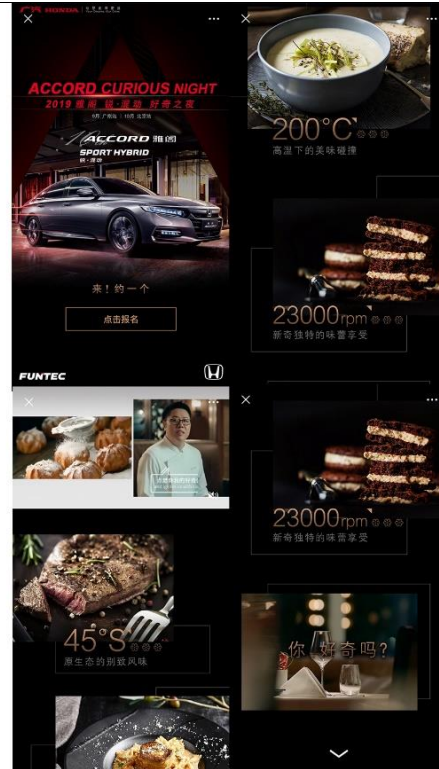 广汽 HONDA
ACCORD CURIOUS NIGHT
2019 雅阁 锐·混动 好奇之夜
ACCORD 雅阁
SPORT HYBRID
锐·混动
来！约一个
点击报名
FUNTEC
45°S
原生态的别致风味
200°C
高温下的美味碰撞
23000rpm
新奇独特的味蕾享受
23000rpm
新奇独特的味蕾享受
你 好奇吗?